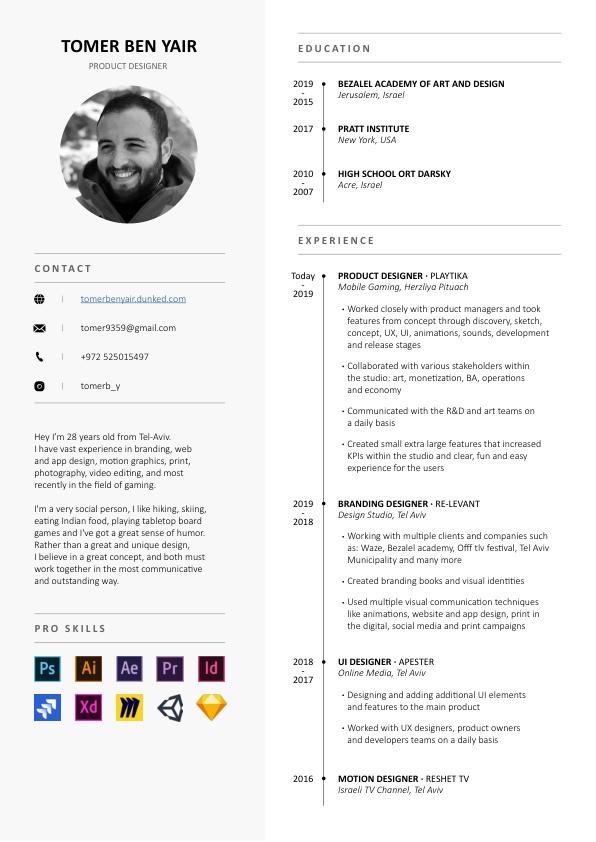 TOMER BEN YAIR
PRODUCT DESIGNER
CONTACT
tomerbenyair.dunked.com
tomer9359@gmail.com
+972 525015497
tomerb_y
Hey I'm 28 years old from Tel-Aviv.
I have vast experience in branding, web
and app design, motion graphics, print,
photography, video editing, and most
recently in the field of gaming.
I'm a very social person, I like hiking, skiing,
eating Indian food, playing tabletop board
games and I've got a great sense of humor.
Rather than a great and unique design,
I believe in a great concept, and both must
work together in the most communicative
and outstanding way.
PRO SKILLS
Ps Ai Ae Pr Id
Xd
EDUCATION
2019
-
2015
BEZALEL ACADEMY OF ART AND DESIGN
Jerusalem, Israel
2017
PRATT INSTITUTE
New York, USA
2010
-
2007
HIGH SCHOOL ORT DARSKY
Acre, Israel
EXPERIENCE
Today
-
2019
PRODUCT DESIGNER · PLAYTIKA
Mobile Gaming, Herzliya Pituach
· Worked closely with product managers and took
features from concept through discovery, sketch,
concept, UX, UI, animations, sounds, development
and release stages
· Collaborated with various stakeholders within
the studio: art, monetization, BA, operations
and economy
· Communicated with the R&D and art teams on
a daily basis
· Created small extra large features that increased
KPIs within the studio and clear, fun and easy
experience for the users
2019
-
2018
BRANDING DESIGNER · RE-LEVANT
Design Studio, Tel Aviv
· Working with multiple clients and companies such
as: Waze, Bezalel academy, Offf tlv festival, Tel Aviv
Municipality and many more
· Created branding books and visual identities
· Used multiple visual communication techniques
like animations, website and app design, print in
the digital, social media and print campaigns
2018
-
2017
UI DESIGNER · APESTER
Online Media, Tel Aviv
· Designing and adding additional UI elements
and features to the main product
· Worked with UX designers, product owners
and developers teams on a daily basis
2016
MOTION DESIGNER · RESHET TV
Israeli TV Channel, Tel Aviv